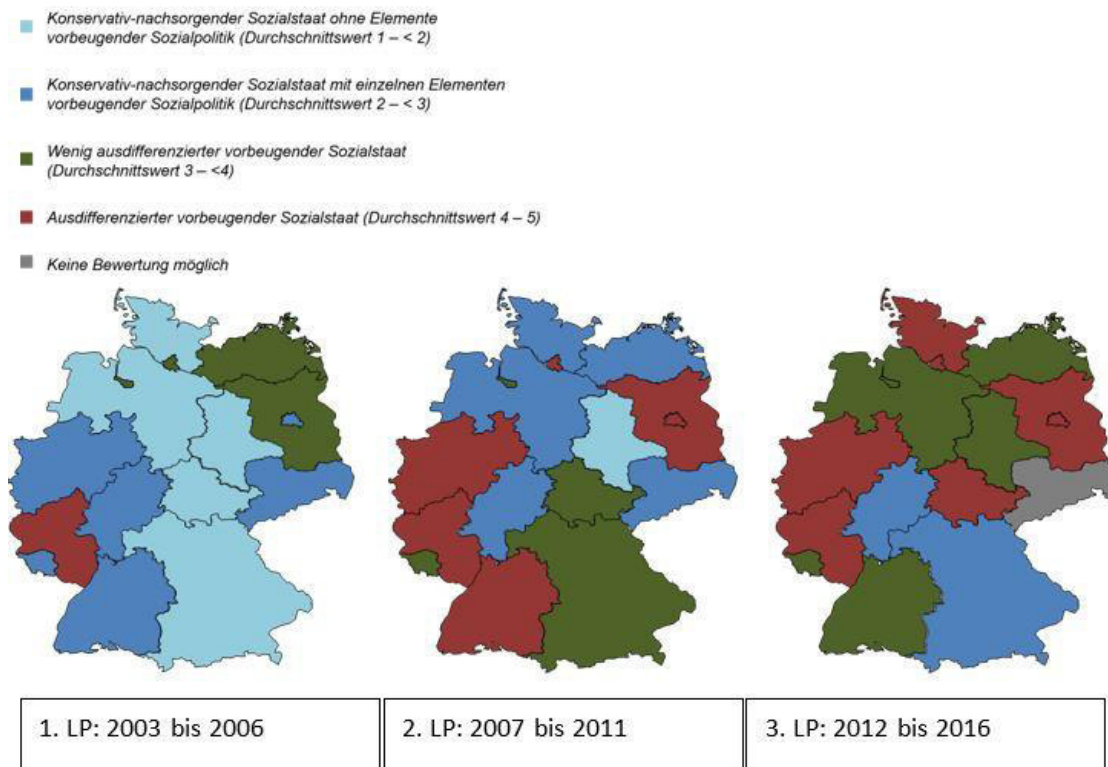 Konservativ-nachsorgender Sozialstaat ohne Elemente
vorbeugender Sozialpolitik (Durchschnittswert 1 – < 2)
Konservativ-nachsorgender Sozialstaat mit einzelnen Elementen
vorbeugender Sozialpolitik (Durchschnittswert 2 – < 3)
Wenig ausdifferenzierter vorbeugender Sozialstaat
(Durchschnittswert 3 – <4)
Ausdifferenzierter vorbeugender Sozialstaat (Durchschnittswert 4 – 5)
Keine Bewertung möglich
1. LP: 2003 bis 2006
2. LP: 2007 bis 2011
3. LP: 2012 bis 2016